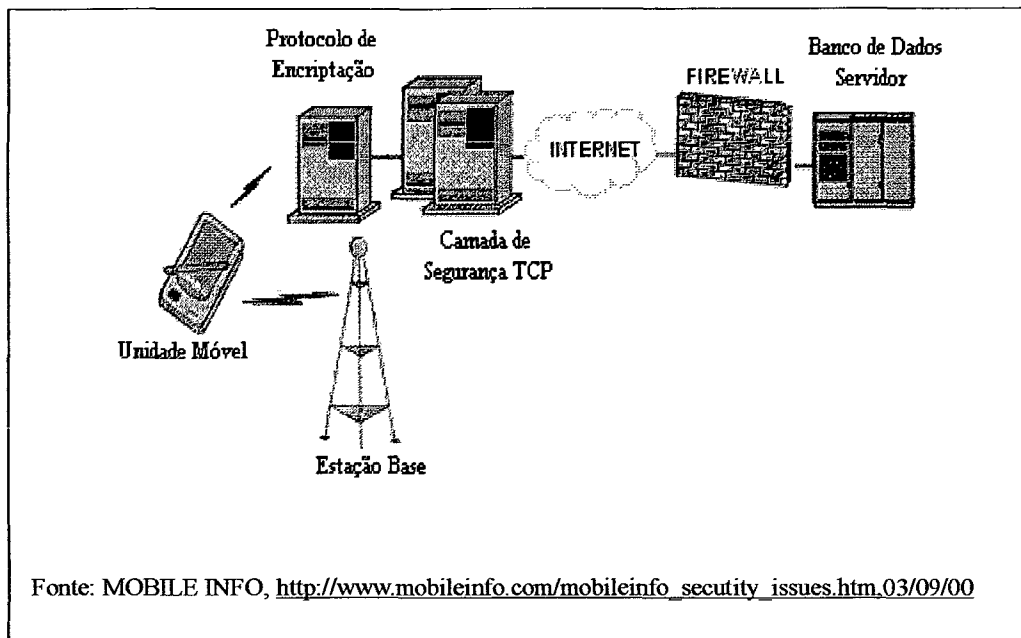 Protocolo de
Encriptação
Banco de Dados
Servidor
FIREWALL
INTERNET
Camada de
Segurança TCP
Unidade Móvel
Estação Base
Fonte: MOBILE INFO, http://www.mobileinfo.com/mobileinfo_secutity_issues.htm,03/09/00